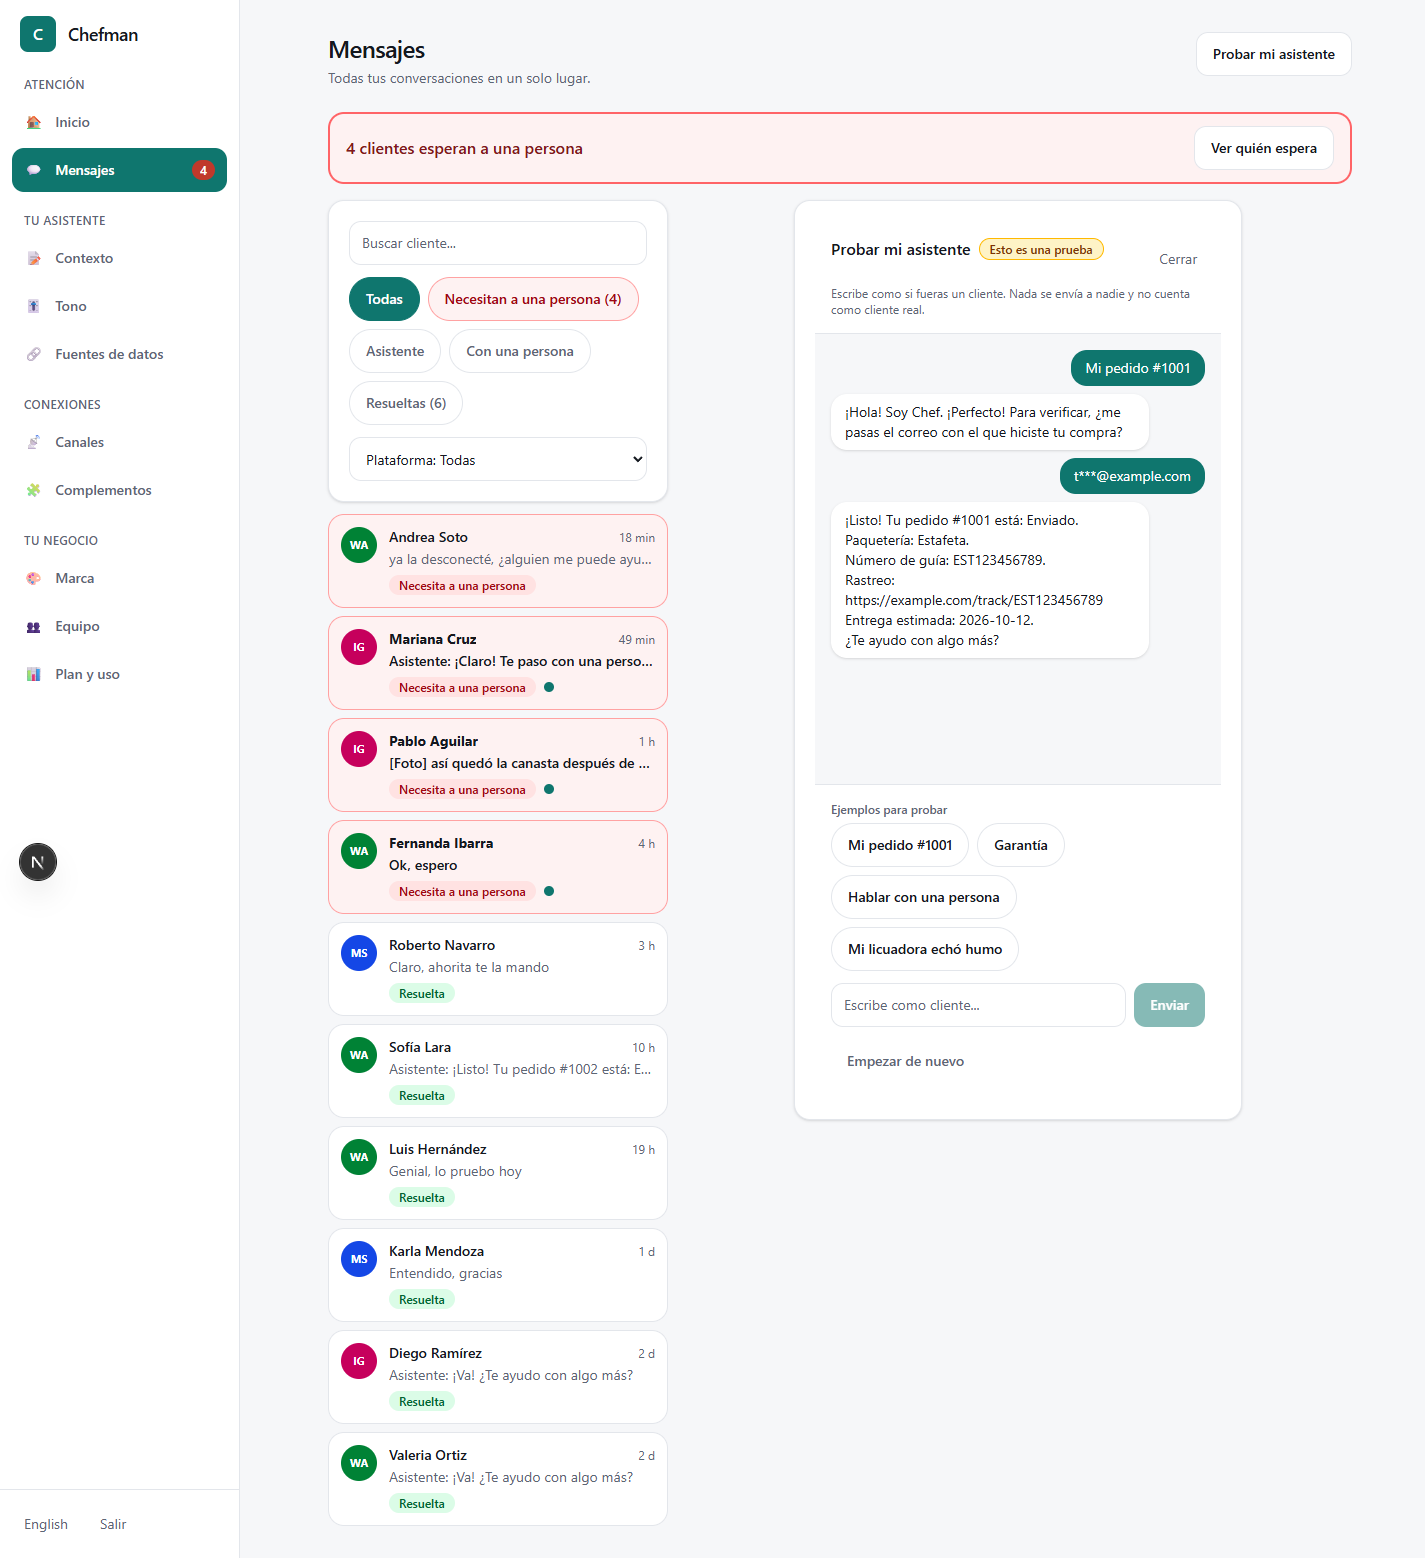 C
Chefman
ATENCIÓN
Inicio
Mensajes
4
TU ASISTENTE
Contexto
Tono
Fuentes de datos
CONEXIONES
Canales
Complementos
TU NEGOCIO
Marca
Equipo
Plan y uso
N
English
Salir
Mensajes
Todas tus conversaciones en un solo lugar.
Probar mi asistente
4 clientes esperan a una persona
Ver quién espera
Buscar cliente...
Todas
Necesitan a una persona (4)
Asistente
Con una persona
Resueltas (6)
Plataforma: Todas
WA
Andrea Soto
18 min
ya la desconecté, ¿alguien me puede ayu...
Necesita a una persona
IG
Mariana Cruz
49 min
Asistente: ¡Claro! Te paso con una perso...
Necesita a una persona
IG
Pablo Aguilar
1 h
[Foto] así quedó la canasta después de ...
Necesita a una persona
WA
Fernanda Ibarra
4 h
Ok, espero
Necesita a una persona
MS
Roberto Navarro
3 h
Claro, ahorita te la mando
Resuelta
WA
Sofía Lara
10 h
Asistente: ¡Listo! Tu pedido #1002 está: E...
Resuelta
WA
Luis Hernández
19 h
Genial, lo pruebo hoy
Resuelta
MS
Karla Mendoza
1 d
Entendido, gracias
Resuelta
IG
Diego Ramírez
2 d
Asistente: ¡Va! ¿Te ayudo con algo más?
Resuelta
WA
Valeria Ortiz
2 d
Asistente: ¡Va! ¿Te ayudo con algo más?
Resuelta
Probar mi asistente
Esto es una prueba
Cerrar
Escribe como si fueras un cliente. Nada se envía a nadie y no cuenta
como cliente real.
Mi pedido #1001
¡Hola! Soy Chef. ¡Perfecto! Para verificar, ¿me
pasas el correo con el que hiciste tu compra?
t***@example.com
¡Listo! Tu pedido #1001 está: Enviado.
Paquetería: Estafeta.
Número de guía: EST123456789.
Rastreo:
https://example.com/track/EST123456789
Entrega estimada: 2026-10-12.
¿Te ayudo con algo más?
Ejemplos para probar
Mi pedido #1001
Garantía
Hablar con una persona
Mi licuadora echó humo
Escribe como cliente...
Enviar
Empezar de nuevo